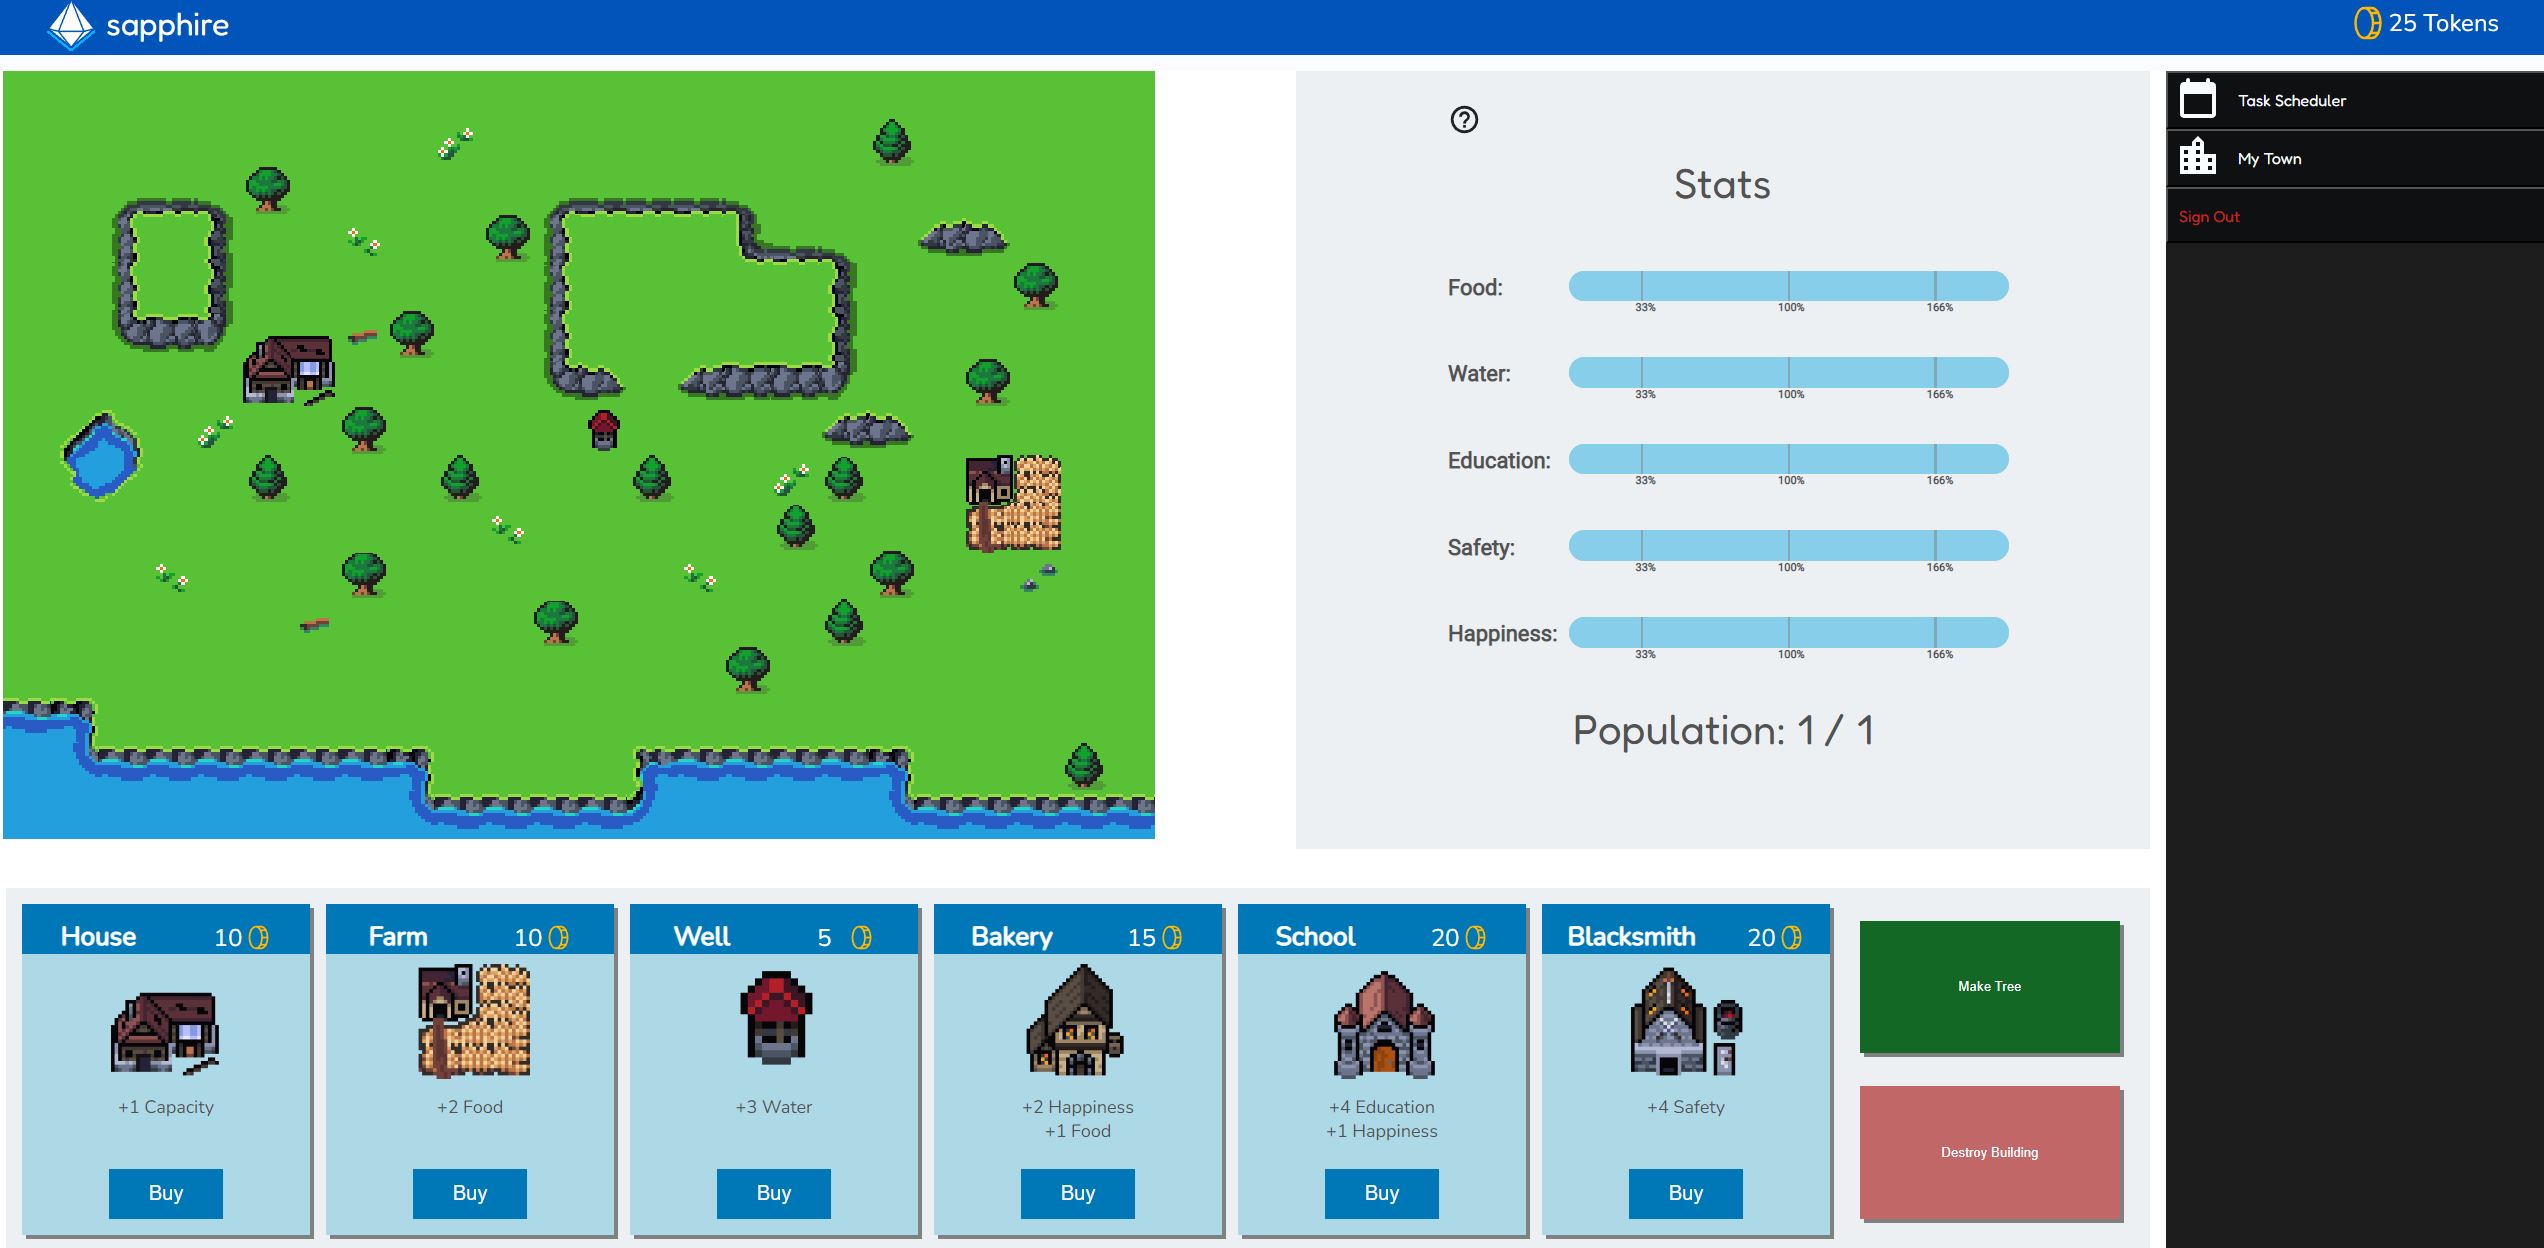 sapphire
25 Tokens
Task Scheduler
My Town
Sign Out
Stats
Food:
33% 100% 166%
Water:
33% 100% 166%
Education:
33% 100% 166%
Safety:
33% 100% 166%
Happiness:
33% 100% 166%
Population: 1 / 1
House 10
+1 Capacity
Buy
Farm 10
+2 Food
Buy
Well 5
+3 Water
Buy
Bakery 15
+2 Happiness
+1 Food
Buy
School 20
+4 Education
+1 Happiness
Buy
Blacksmith 20
+4 Safety
Buy
Make Tree
Destroy Building